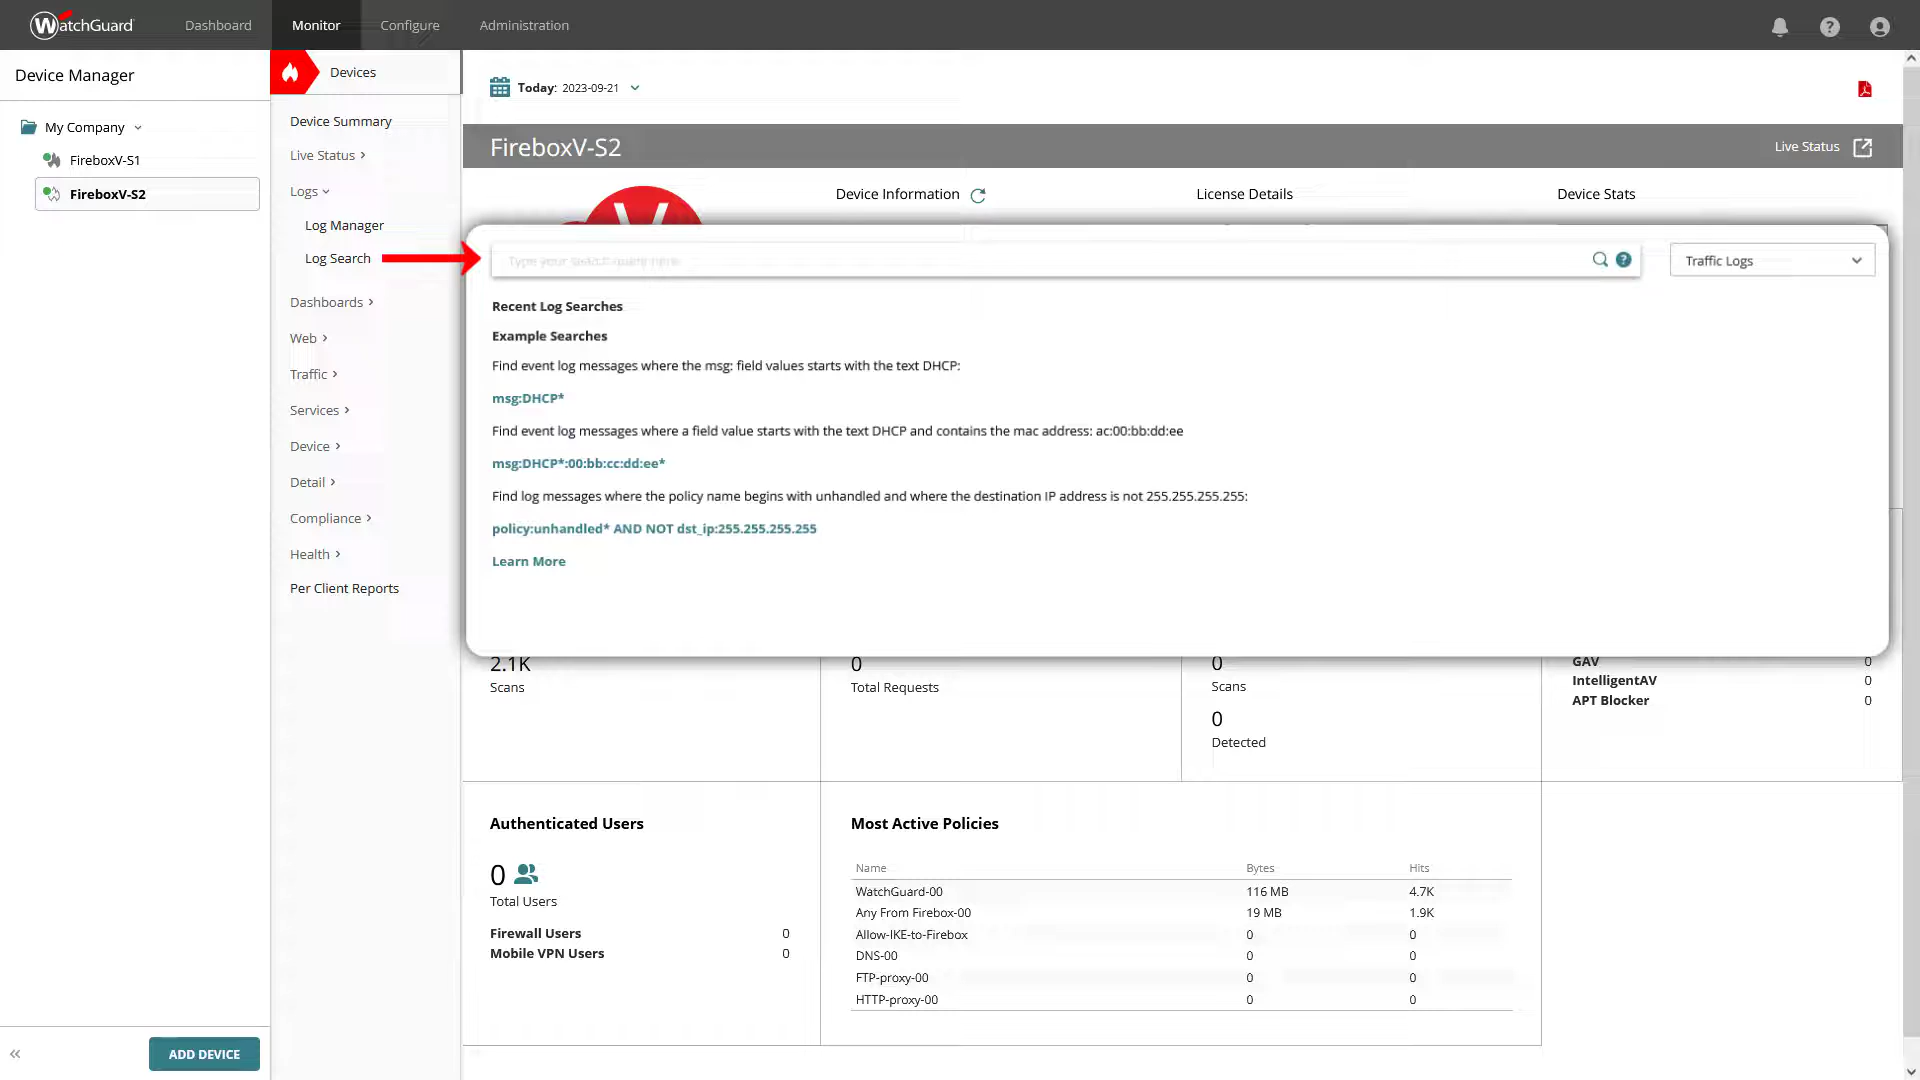 WatchGuard
Dashboard
Monitor
Configure
Administration
Device Manager
My Company
FireboxV-S1
FireboxV-S2
ADD DEVICE
Devices
Device Summary
Live Status
Logs
Log Manager
Log Search
Dashboards
Web
Traffic
Services
Device
Detail
Compliance
Health
Per Client Reports
Today: 2023-09-21
FireboxV-S2
Live Status
Device Information
License Details
Device Stats
Type your search query here
Traffic Logs
Recent Log Searches
Example Searches
Find event log messages where the msg: field values starts with the text DHCP:
msg:DHCP*
Find event log messages where a field value starts with the text DHCP and contains the mac address: ac:00:bb:dd:ee
msg:DHCP*:00:bb:cc:dd:ee*
Find log messages where the policy name begins with unhandled and where the destination IP address is not 255.255.255.255:
policy:unhandled* AND NOT dst_ip:255.255.255.255
Learn More
2.1K
Scans
0
Total Requests
0
Scans
0
Detected
GAV 0
IntelligentAV 0
APT Blocker 0
Authenticated Users
0
Total Users
Firewall Users 0
Mobile VPN Users 0
Most Active Policies
Name Bytes Hits
WatchGuard-00 116 MB 4.7K
Any From Firebox-00 19 MB 1.9K
Allow-IKE-to-Firebox 0 0
DNS-00 0 0
FTP-proxy-00 0 0
HTTP-proxy-00 0 0